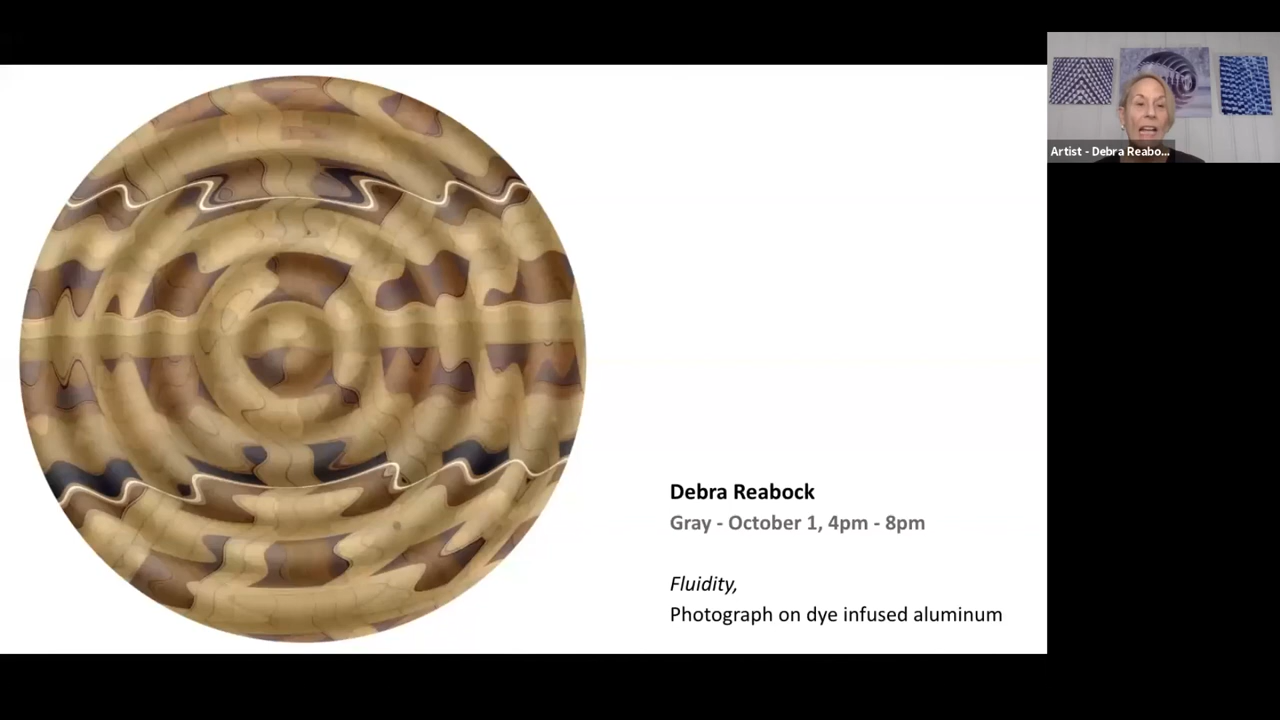 Artist - Debra Reabo...
Debra Reabock
Gray - October 1, 4pm - 8pm
Fluidity,
Photograph on dye infused aluminum